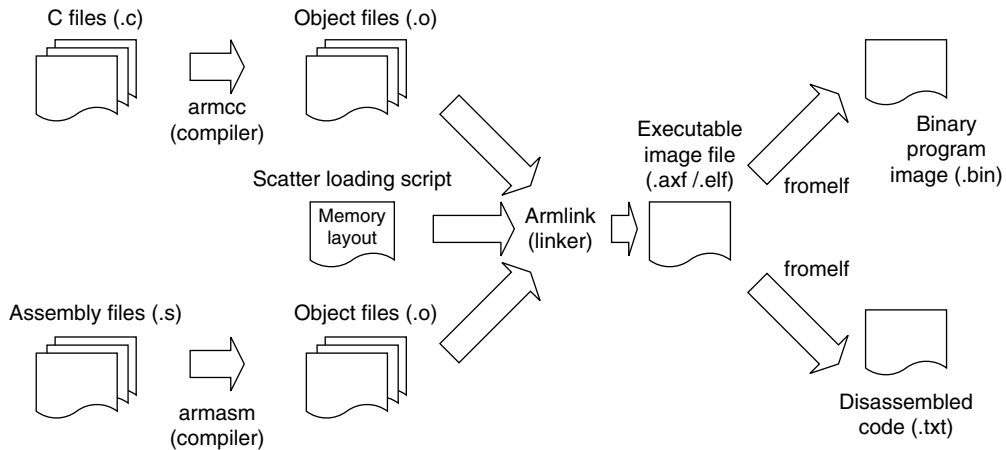 C files (.c)
Object files (.o)
armcc
(compiler)
Executable
image file
(.axf /.elf)
Binary
program
image (.bin)
fromelf
Scatter loading script
Memory
layout
Armlink
(linker)
fromelf
Assembly files (.s)
Object files (.o)
armasm
(compiler)
Disassembled
code (.txt)